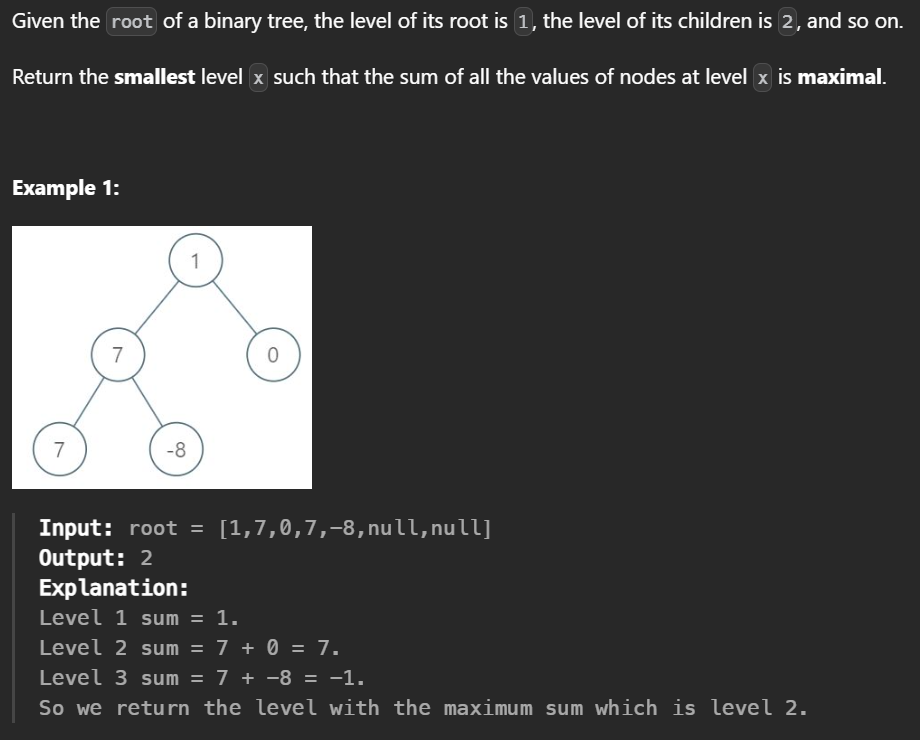 Given the root of a binary tree, the level of its root is 1, the level of its children is 2, and so on.
Return the smallest level x such that the sum of all the values of nodes at level x is maximal.
Example 1:
1
7 0
7 -8
Input: root = [1,7,0,7,-8,null,null]
Output: 2
Explanation:
Level 1 sum = 1.
Level 2 sum = 7 + 0 = 7.
Level 3 sum = 7 + -8 = -1.
So we return the level with the maximum sum which is level 2.